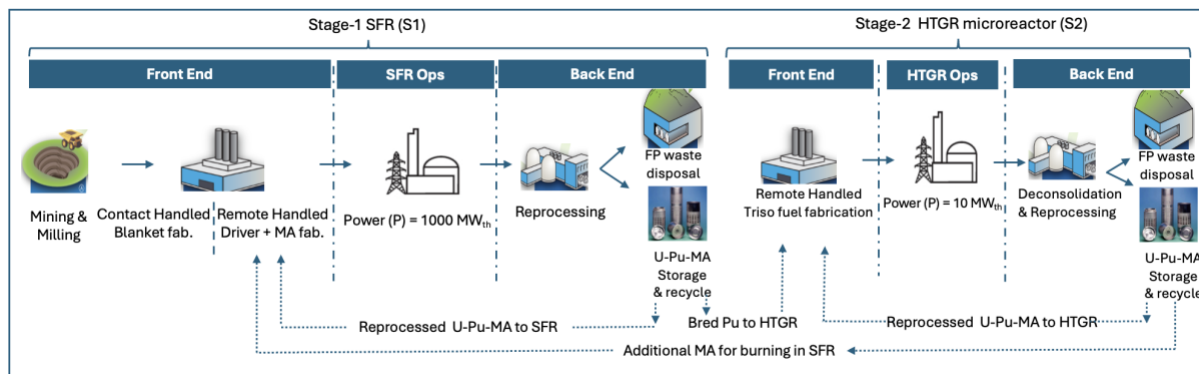 Stage-1 SFR (S1)
Stage-2 HTGR microreactor (S2)
Front End
SFR Ops
Back End
Front End
HTGR Ops
Back End
Mining &
Milling
Contact Handled
Blanket fab.
Remote Handled
Driver + MA fab.
Power (P) = 1000 MWth
Reprocessing
FP waste
disposal
U-Pu-MA
Storage
& recycle
Remote Handled
Triso fuel fabrication
Power (P) = 10 MWth
Deconsolidation
& Reprocessing
FP waste
disposal
U-Pu-MA
Storage
& recycle
Reprocessed U-Pu-MA to SFR
Bred Pu to HTGR
Reprocessed U-Pu-MA to HTGR
Additional MA for burning in SFR